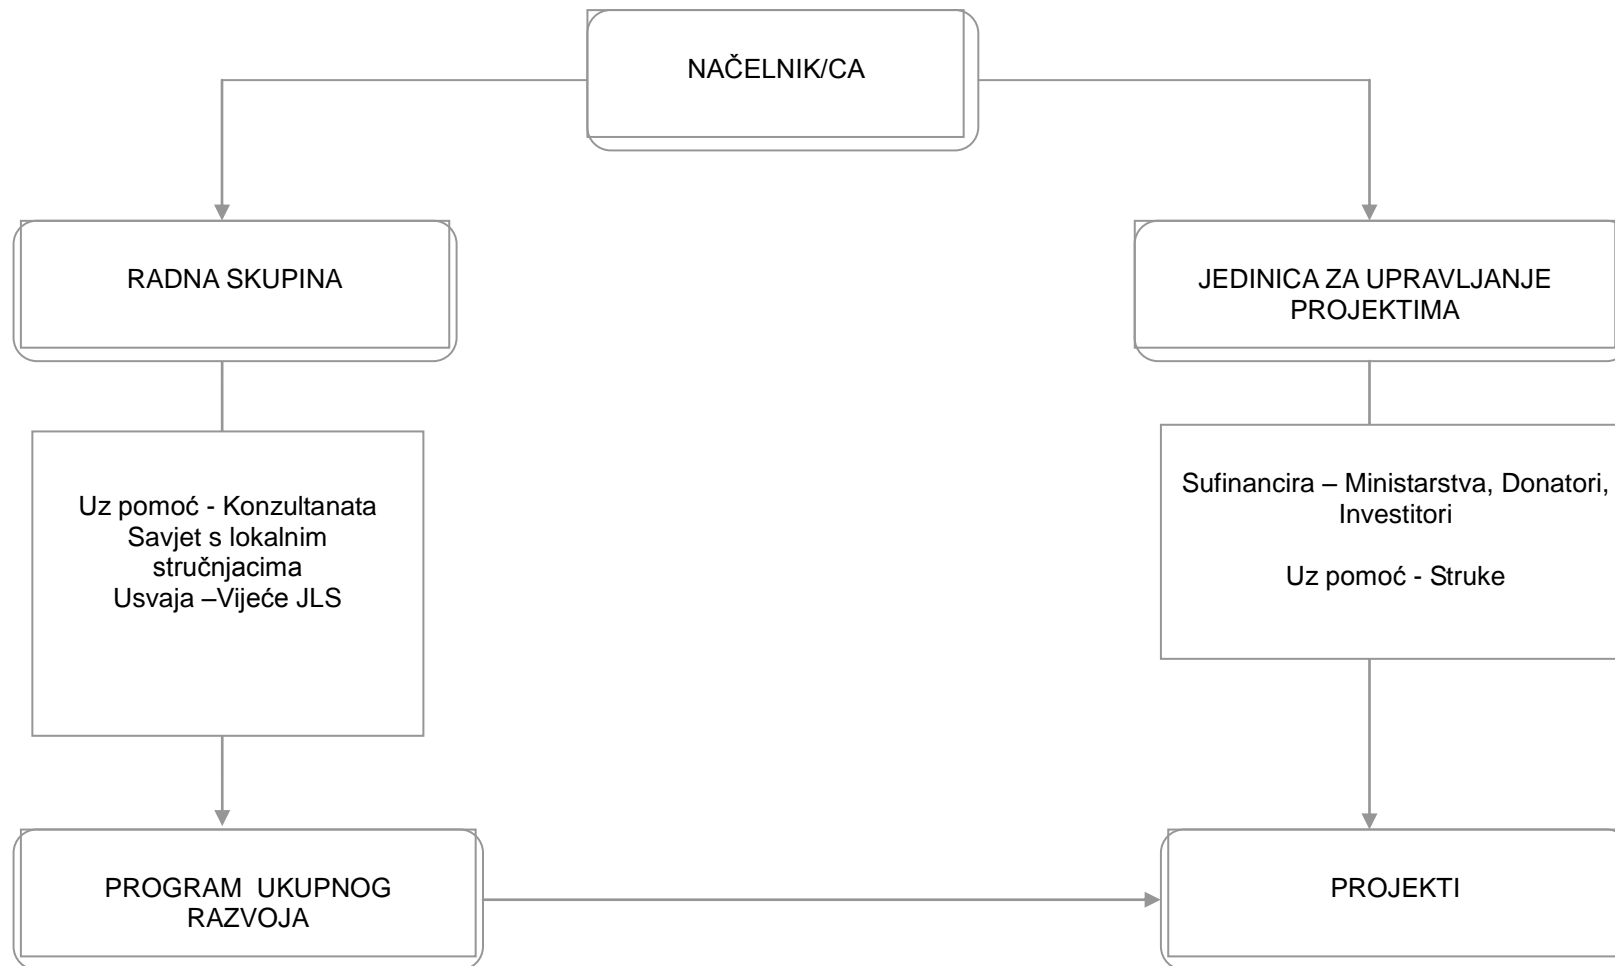 NAČELNIK/CA
RADNA SKUPINA
JEDINICA ZA UPRAVLJANJE
PROJEKTIMA
Uz pomoć - Konzultanata
Savjet s lokalnim
stručnjacima
Usvaja –Vijeće JLS
Sufinancira – Ministarstva, Donatori,
Investitori
Uz pomoć - Struke
PROGRAM  UKUPNOG
RAZVOJA
PROJEKTI